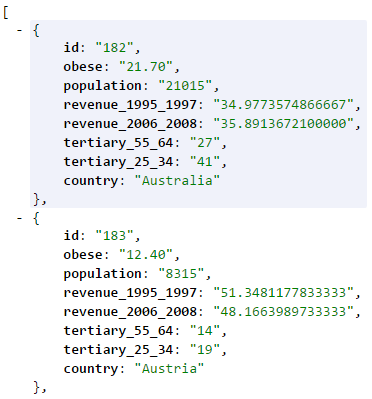 [
- {
id: "182",
obese: "21.70",
population: "21015",
revenue_1995_1997: "34.9773574866667",
revenue_2006_2008: "35.8913672100000",
tertiary_55_64: "27",
tertiary_25_34: "41",
country: "Australia"
},
- {
id: "183",
obese: "12.40",
population: "8315",
revenue_1995_1997: "51.3481177833333",
revenue_2006_2008: "48.1663989733333",
tertiary_55_64: "14",
tertiary_25_34: "19",
country: "Austria"
},